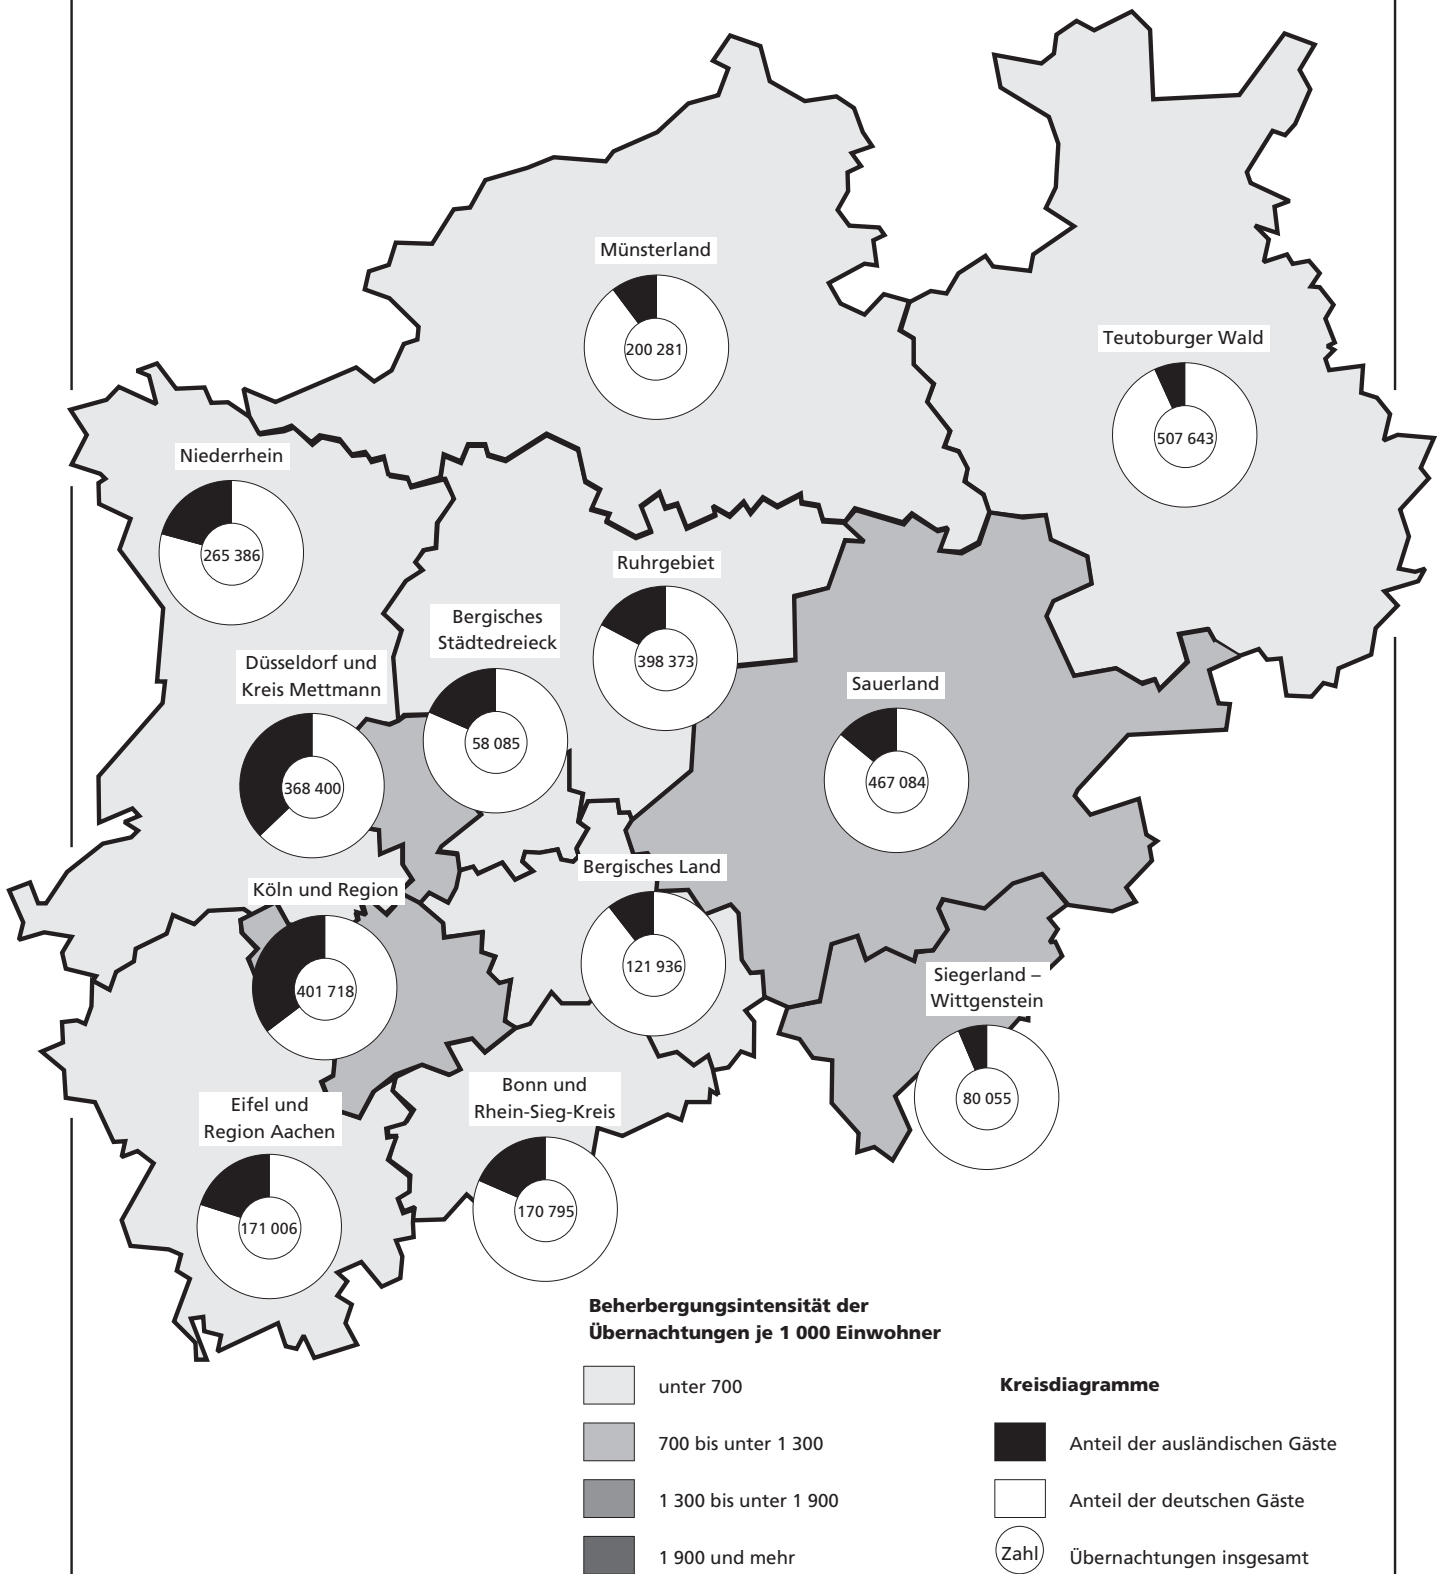 Münsterland
200 281
Teutoburger Wald
507 643
Niederrhein
265 386
Ruhrgebiet
398 373
Bergisches
Städtedreieck
58 085
Düsseldorf und
Kreis Mettmann
368 400
Sauerland
467 084
Bergisches Land
121 936
Köln und Region
401 718
Siegerland –
Wittgenstein
80 055
Bonn und
Rhein-Sieg-Kreis
170 795
Eifel und
Region Aachen
171 006
Beherbergungsintensität der
Übernachtungen je 1 000 Einwohner
unter 700
700 bis unter 1 300
1 300 bis unter 1 900
1 900 und mehr
Kreisdiagramme
Anteil der ausländischen Gäste
Anteil der deutschen Gäste
Zahl Übernachtungen insgesamt